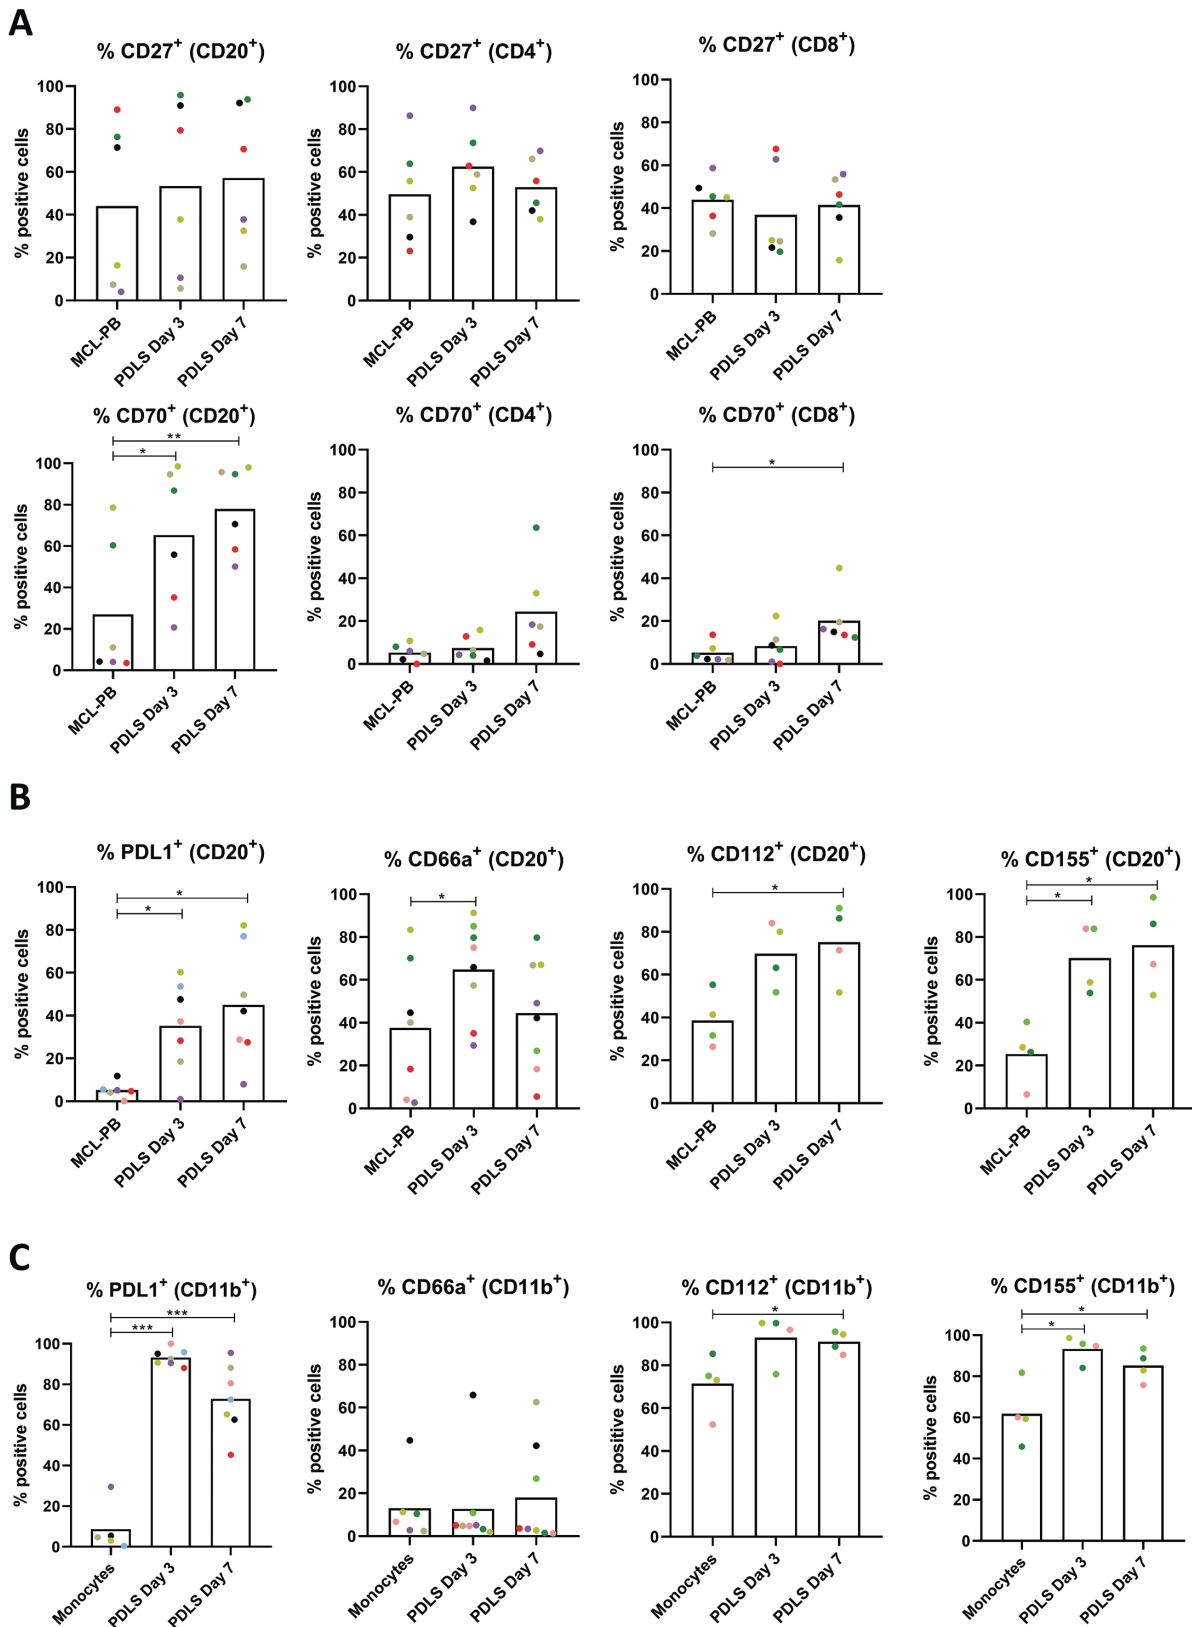 A
% CD27+ (CD20+)
% CD27+ (CD4+)
% CD27+ (CD8+)
% positive cells
100
80
60
40
20
0
MCL-PB
PDLS Day 3
PDLS Day 7
% positive cells
100
80
60
40
20
0
MCL-PB
PDLS Day 3
PDLS Day 7
% positive cells
100
80
60
40
20
0
MCL-PB
PDLS Day 3
PDLS Day 7
% CD70+ (CD20+)
% CD70+ (CD4+)
% CD70+ (CD8+)
**
*
% positive cells
100
80
60
40
20
0
MCL-PB
PDLS Day 3
PDLS Day 7
% positive cells
100
80
60
40
20
0
MCL-PB
PDLS Day 3
PDLS Day 7
*
% positive cells
100
80
60
40
20
0
MCL-PB
PDLS Day 3
PDLS Day 7
B
% PDL1+ (CD20+)
% CD66a+ (CD20+)
% CD112+ (CD20+)
% CD155+ (CD20+)
*
*
% positive cells
100
80
60
40
20
0
MCL-PB
PDLS Day 3
PDLS Day 7
*
% positive cells
100
80
60
40
20
0
MCL-PB
PDLS Day 3
PDLS Day 7
*
% positive cells
100
80
60
40
20
0
MCL-PB
PDLS Day 3
PDLS Day 7
*
*
% positive cells
100
80
60
40
20
0
MCL-PB
PDLS Day 3
PDLS Day 7
C
% PDL1+ (CD11b+)
% CD66a+ (CD11b+)
% CD112+ (CD11b+)
% CD155+ (CD11b+)
***
***
% positive cells
100
80
60
40
20
0
Monocytes
PDLS Day 3
PDLS Day 7
% positive cells
100
80
60
40
20
0
Monocytes
PDLS Day 3
PDLS Day 7
*
% positive cells
100
80
60
40
20
0
Monocytes
PDLS Day 3
PDLS Day 7
*
*
% positive cells
100
80
60
40
20
0
Monocytes
PDLS Day 3
PDLS Day 7